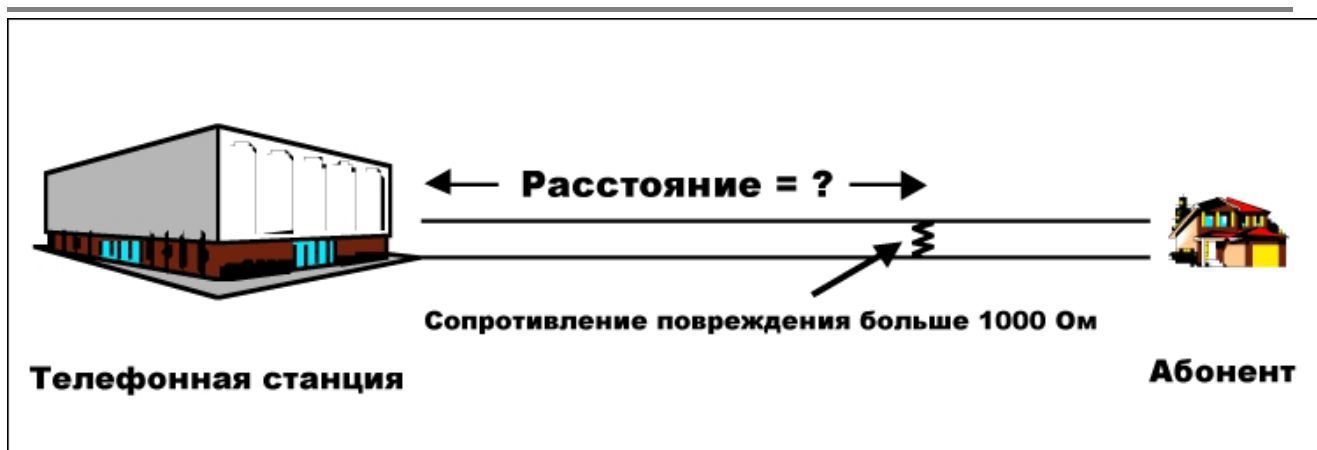 Расстояние = ?
Сопротивление повреждения больше 1000 Ом
Телефонная станция
Абонент